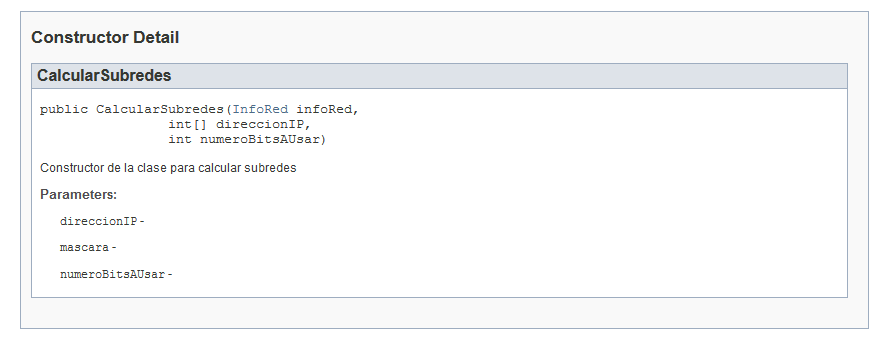 Constructor Detail
CalcularSubredes
public CalcularSubredes(InfoRed infoRed,
int[] direccionIP,
int numeroBitsAUsar)
Constructor de la clase para calcular subredes
Parameters:
direccionIP -
mascara -
numeroBitsAUsar -